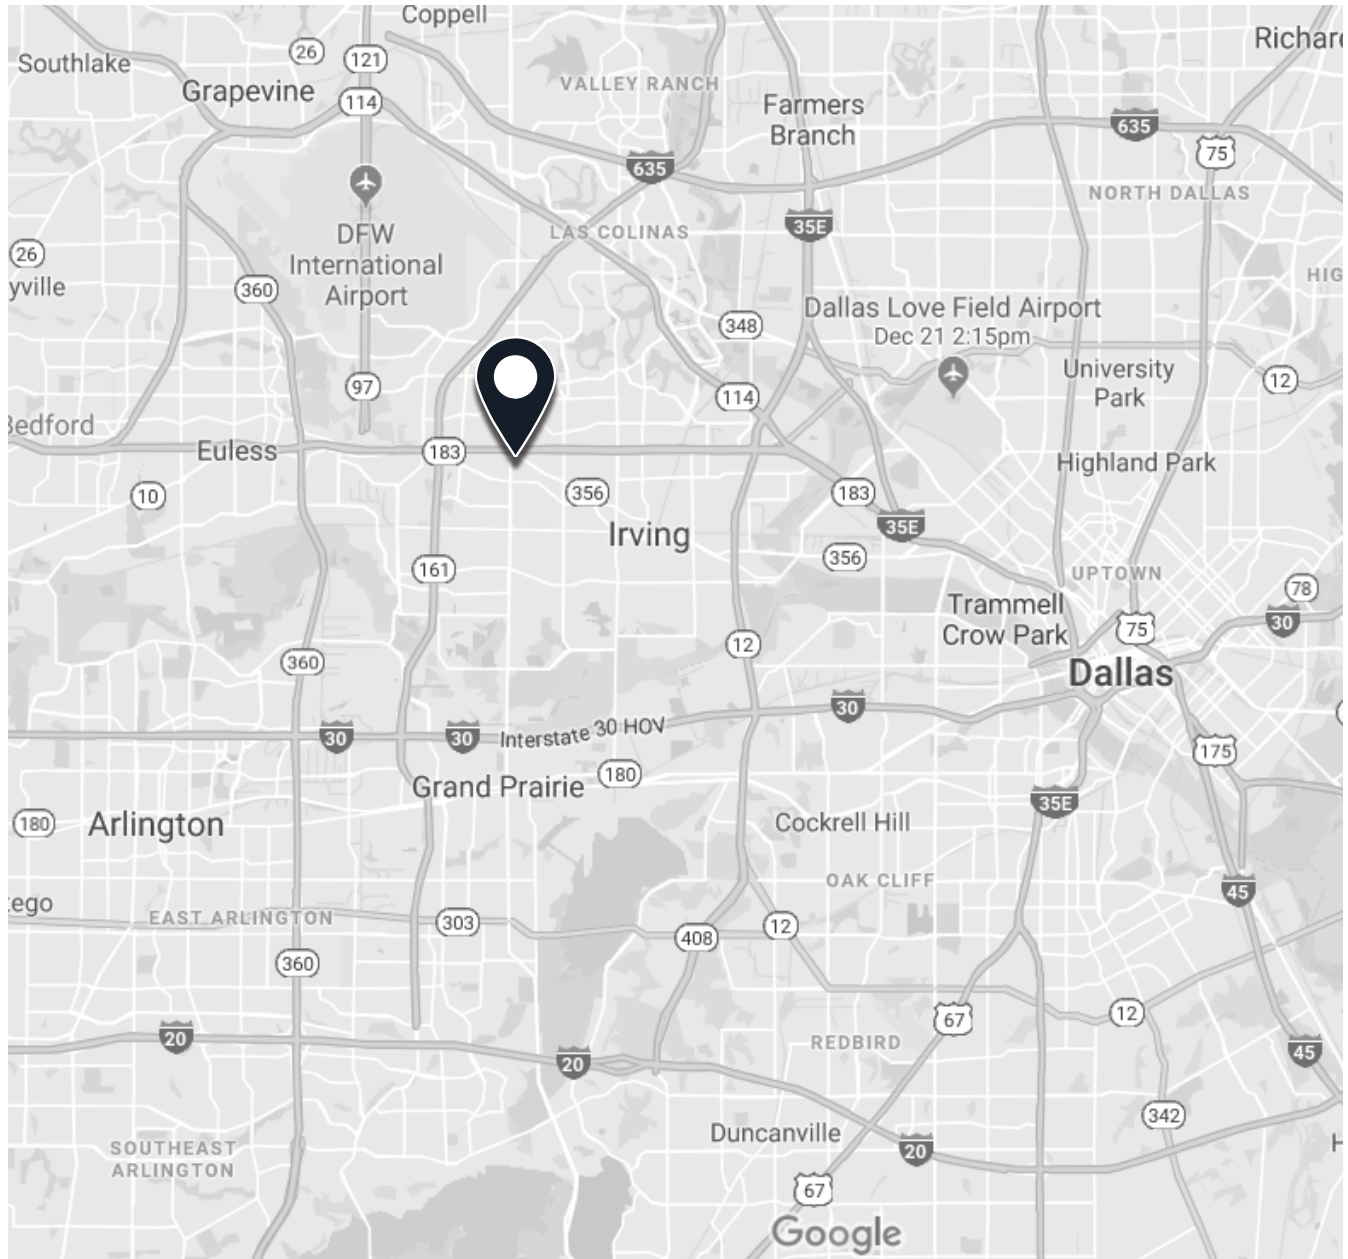 Coppell
26
121
Southlake
Richar
VALLEY RANCH
Grapevine
114
Farmers
Branch
635
635
75
NORTH DALLAS
DFW
International
Airport
LAS COLINAS
35E
26
yville
360
HIG
Dallas Love Field Airport
Dec 21 2:15pm
348
97
University
Park
12
114
Bedford
Euless
183
Highland Park
10
356
183
35E
Irving
356
161
UPTOWN
78
Trammell
Crow Park
75
30
12
360
Dallas
30
30
30
Interstate 30 HOV
175
180
Grand Prairie
35E
180
Arlington
Cockrell Hill
OAK CLIFF
45
tego
EAST ARLINGTON
303
408
12
360
67
12
20
REDBIRD
20
45
342
Duncanville
SOUTHEAST
ARLINGTON
20
H
67
Google